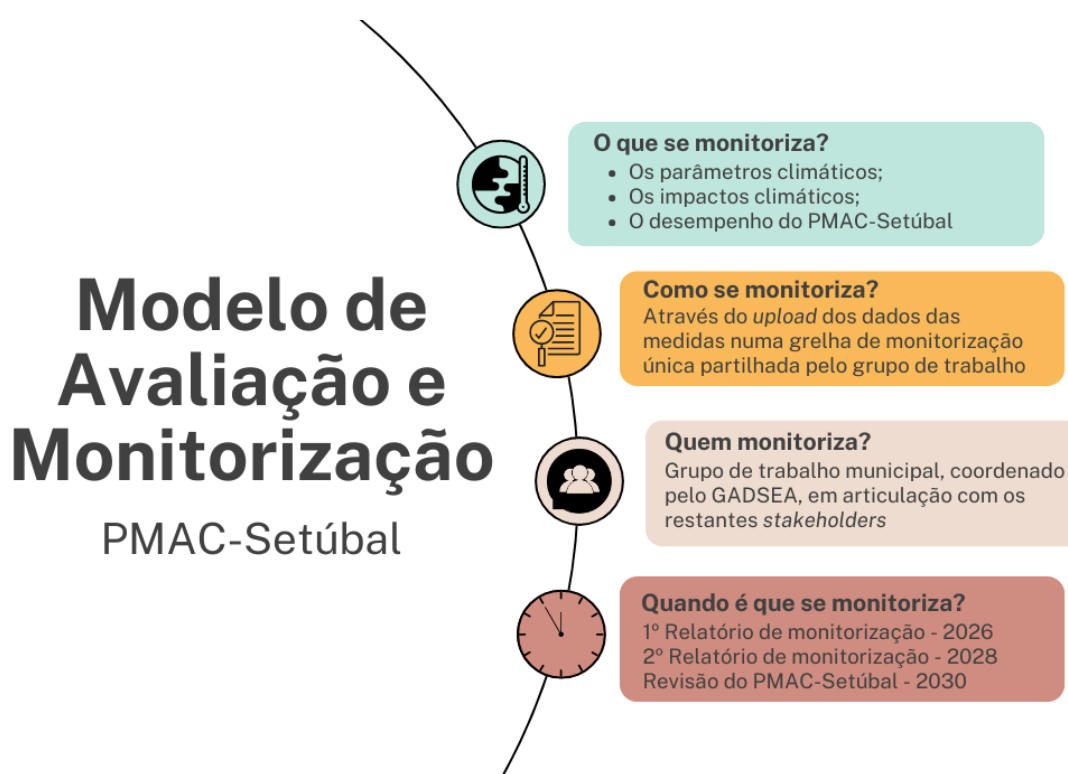 Modelo de
Avaliação e
Monitorização
PMAC-Setúbal
O que se monitoriza?
• Os parâmetros climáticos;
• Os impactos climáticos;
• O desempenho do PMAC-Setúbal
Como se monitoriza?
Através do upload dos dados das
medidas numa grelha de monitorização
única partilhada pelo grupo de trabalho
Quem monitoriza?
Grupo de trabalho municipal, coordenado
pelo GADSEA, em articulação com os
restantes stakeholders
Quando é que se monitoriza?
1º Relatório de monitorização - 2026
2º Relatório de monitorização - 2028
Revisão do PMAC-Setúbal - 2030